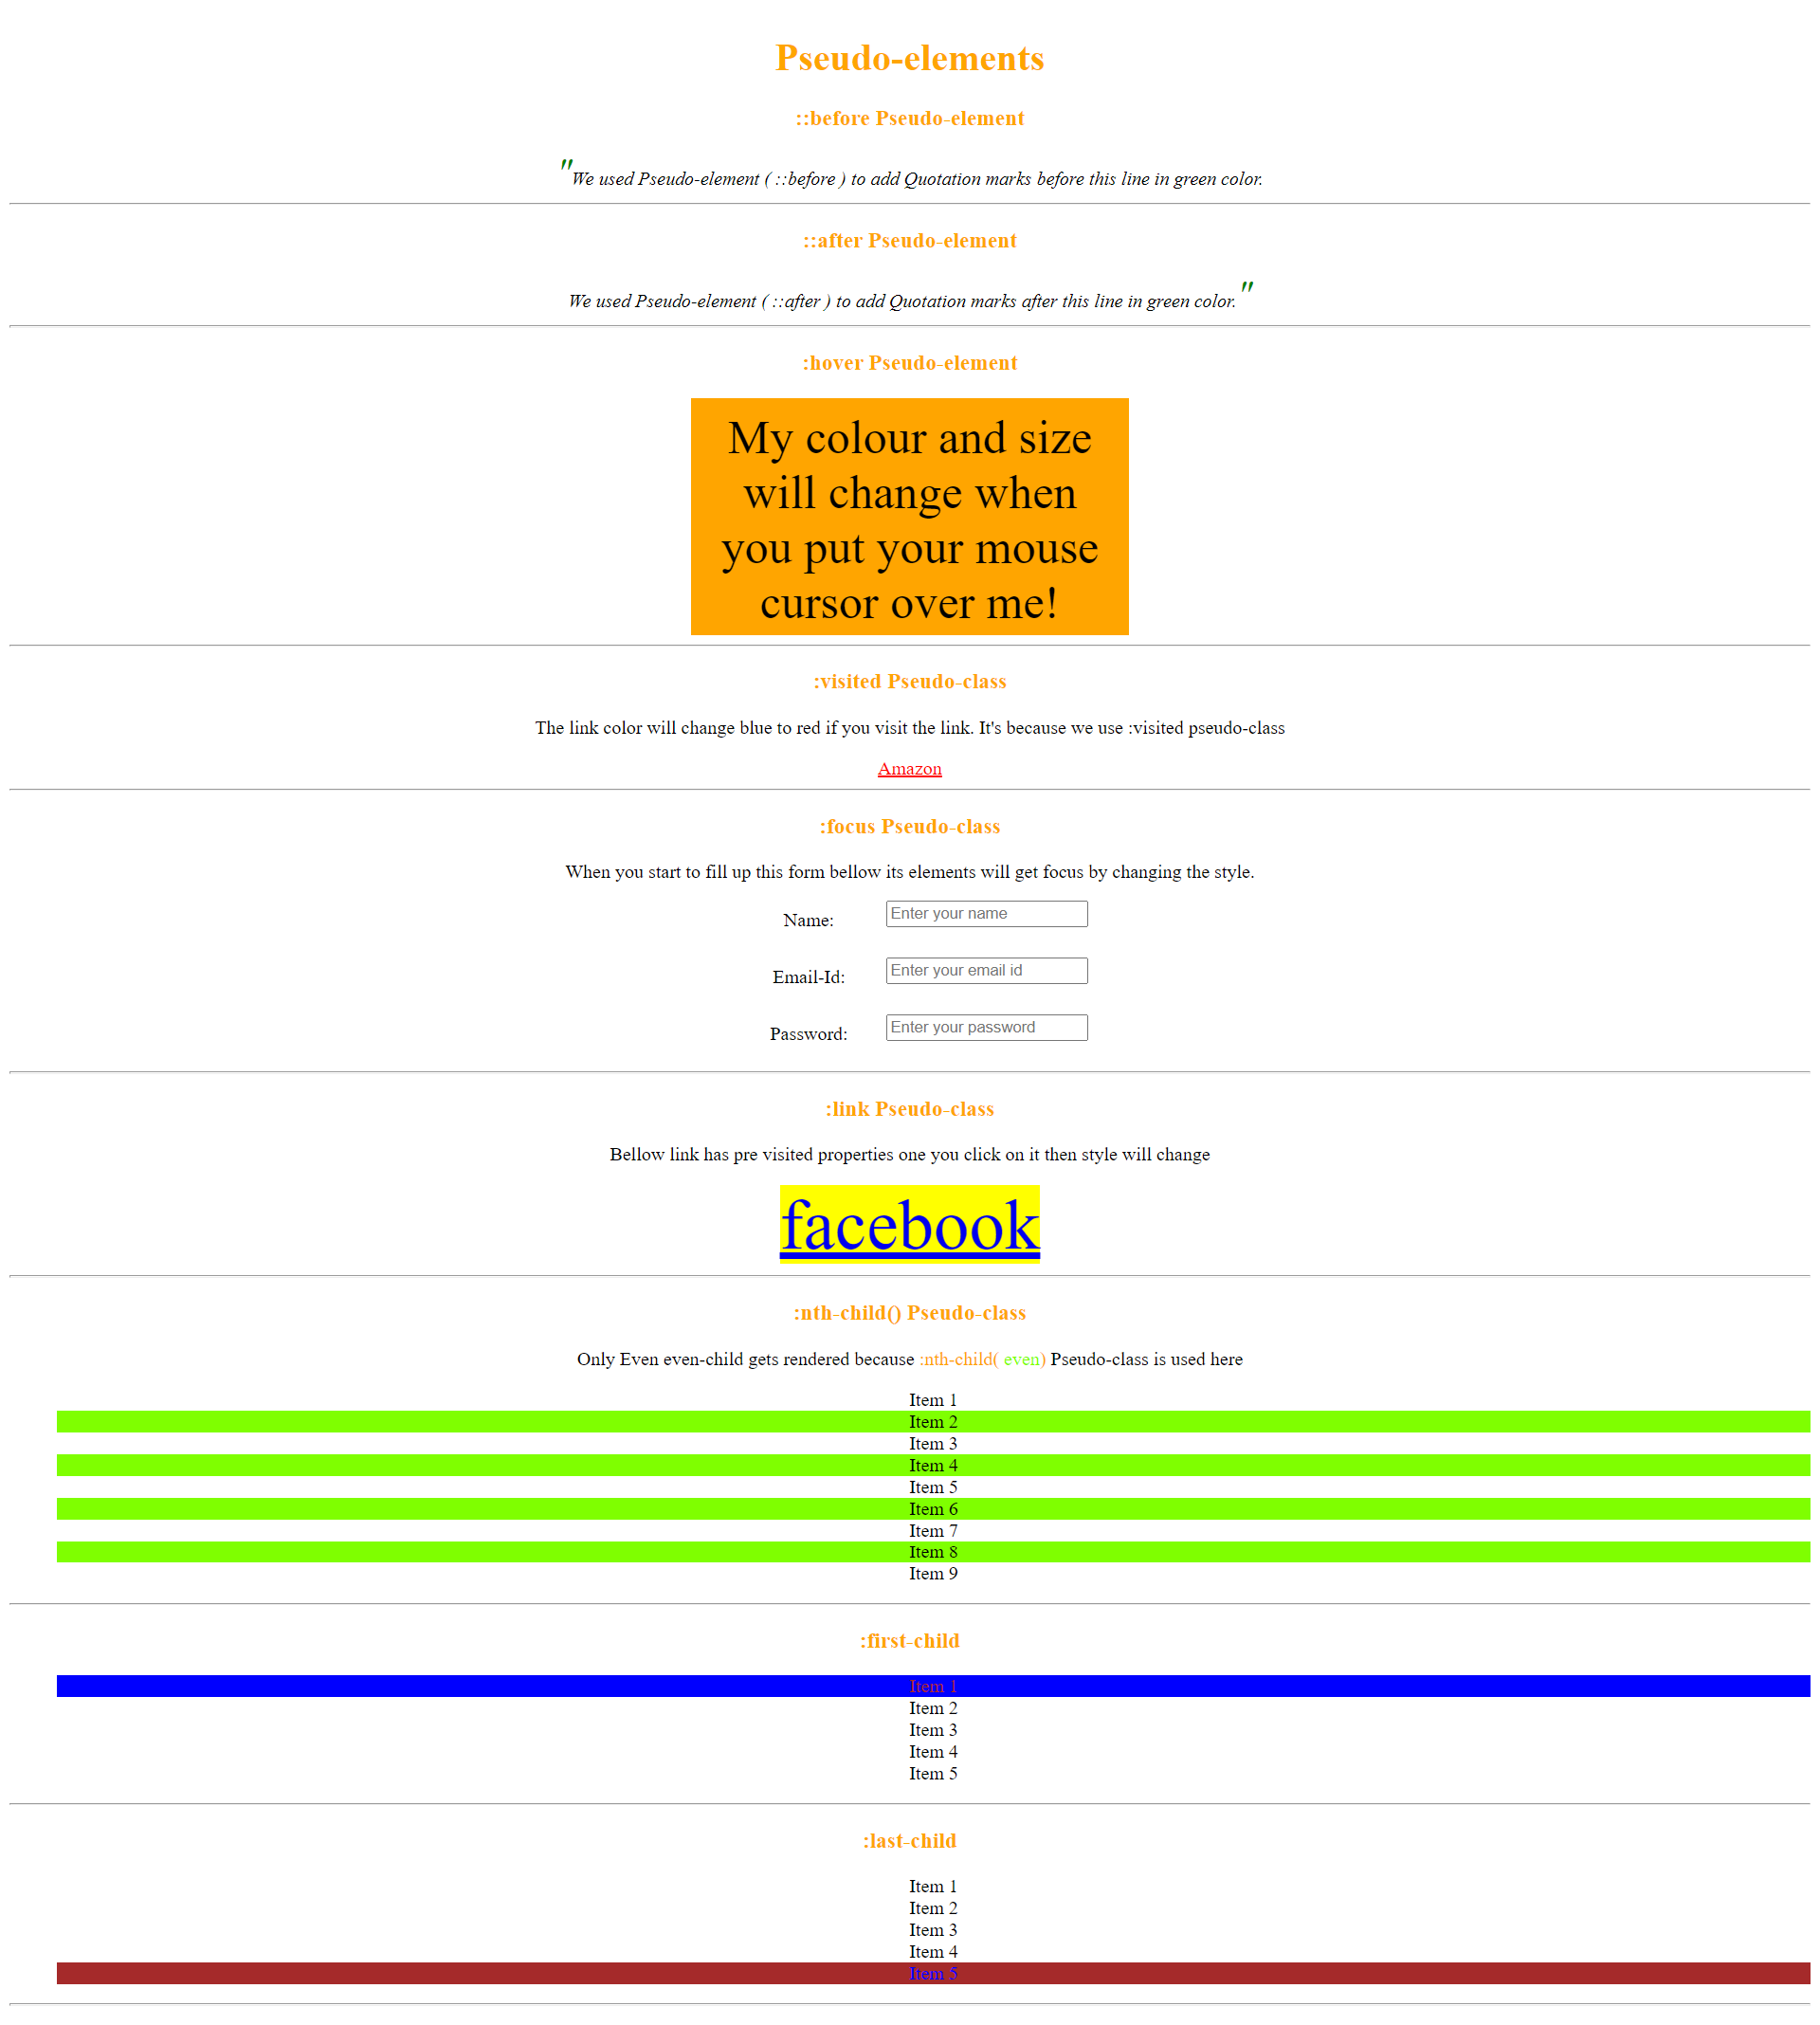 Pseudo-elements
::before Pseudo-element
"We used Pseudo-element ( ::before ) to add Quotation marks before this line in green color.
::after Pseudo-element
We used Pseudo-element ( ::after ) to add Quotation marks after this line in green color."
:hover Pseudo-element
My colour and size
will change when
you put your mouse
cursor over me!
:visited Pseudo-class
The link color will change blue to red if you visit the link. It's because we use :visited pseudo-class
Amazon
:focus Pseudo-class
When you start to fill up this form bellow its elements will get focus by changing the style.
Name: Enter your name
Email-Id: Enter your email id
Password: Enter your password
:link Pseudo-class
Bellow link has pre visited properties one you click on it then style will change
facebook
:nth-child() Pseudo-class
Only Even even-child gets rendered because :nth-child( even) Pseudo-class is used here
Item 1
Item 2
Item 3
Item 4
Item 5
Item 6
Item 7
Item 8
Item 9
:first-child
Item 1
Item 2
Item 3
Item 4
Item 5
:last-child
Item 1
Item 2
Item 3
Item 4
Item 5